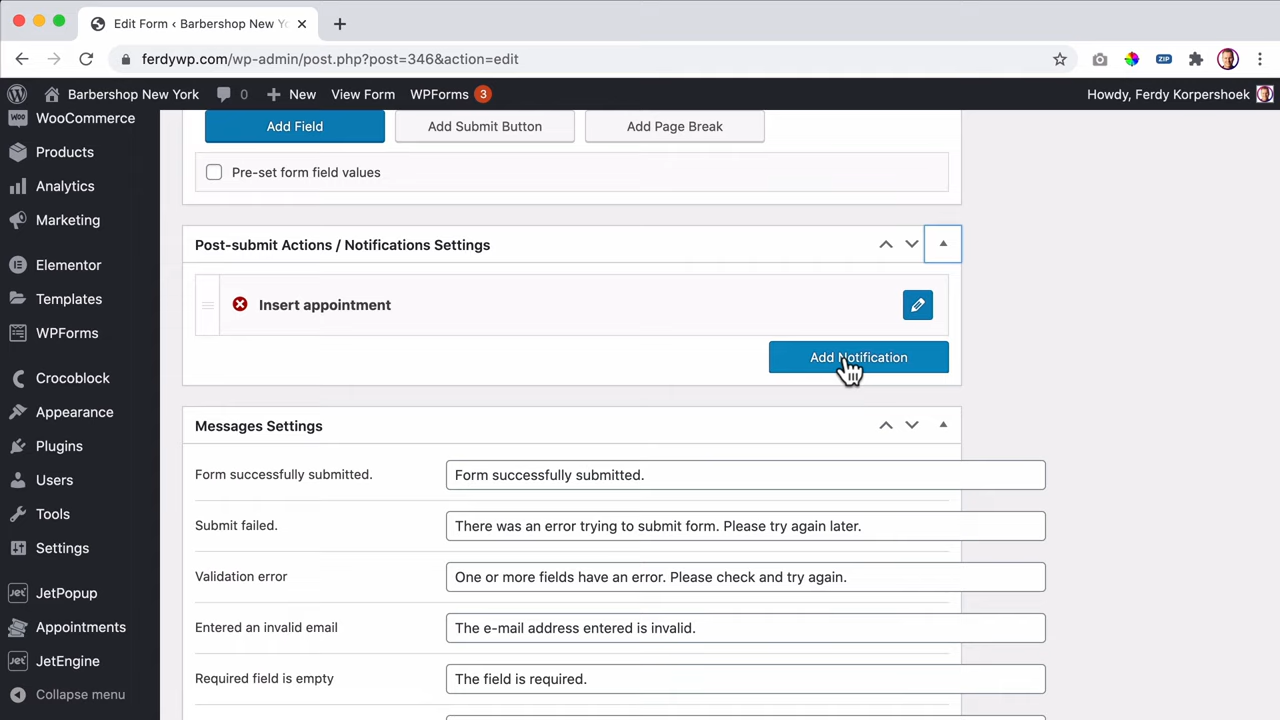 Edit Form ‹ Barbershop New Yo
ferdywp.com/wp-admin/post.php?post=346&action=edit
ZIP
Barbershop New York
0
New
View Form
WPForms 3
Howdy, Ferdy Korpershoek
Woo WooCommerce
Products
Analytics
Marketing
Elementor
Templates
WPForms
Crocoblock
Appearance
Plugins
Users
Tools
Settings
Jet JetPopup
Appointments
Jet JetEngine
Collapse menu
Add Field
Add Submit Button
Add Page Break
Pre-set form field values
Post-submit Actions / Notifications Settings
Insert appointment
Add Notification
Messages Settings
Form successfully submitted.
Form successfully submitted.
Submit failed.
There was an error trying to submit form. Please try again later.
Validation error
One or more fields have an error. Please check and try again.
Entered an invalid email
The e-mail address entered is invalid.
Required field is empty
The field is required.